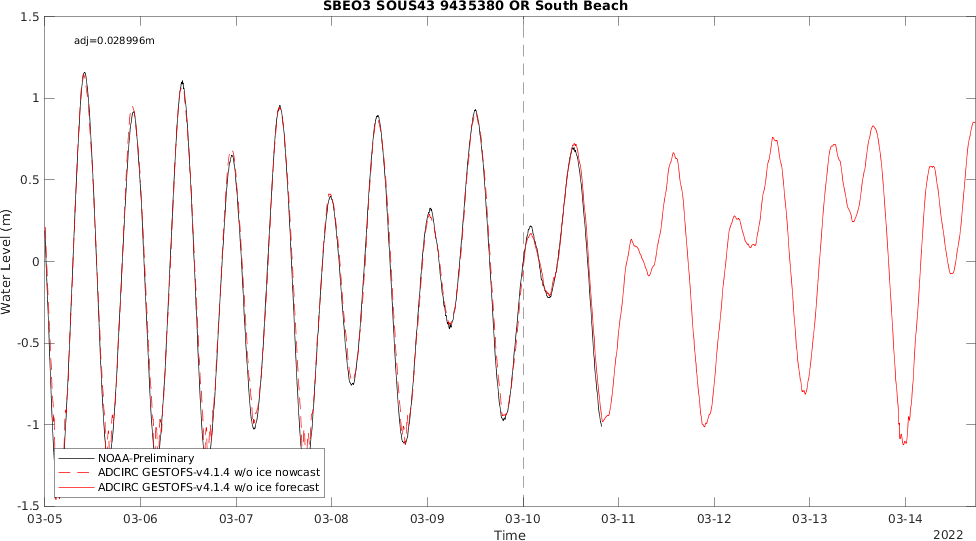 SBEO3 SOUS43 9435380 OR South Beach
adj=0.028996m
Water Level (m)
1.5
1
0.5
0
-0.5
-1
-1.5
NOAA-Preliminary
ADCIRC GESTOFS-v4.1.4 w/o ice nowcast
ADCIRC GESTOFS-v4.1.4 w/o ice forecast
03-05 03-06 03-07 03-08 03-09 03-10 03-11 03-12 03-13 03-14
Time
2022